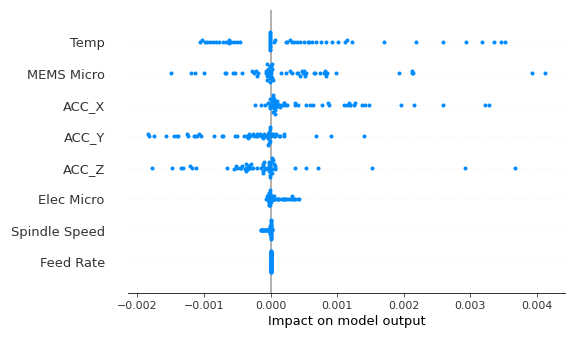 Temp
MEMS Micro
ACC_X
ACC_Y
ACC_Z
Elec Micro
Spindle Speed
Feed Rate
−0.002 −0.001 0.000 0.001 0.002 0.003 0.004
Impact on model output